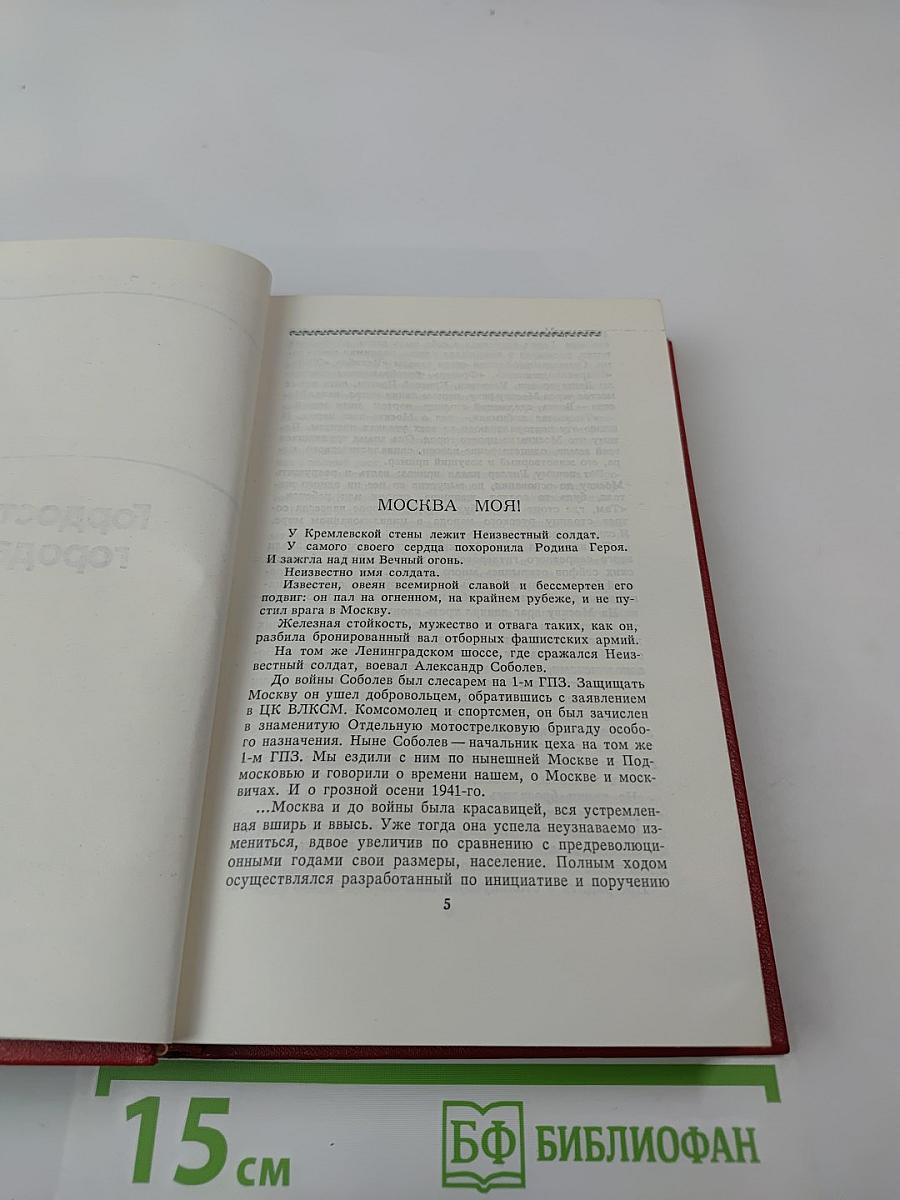 МОСКВА МОЯ!
У Кремлевской стены лежит Неизвестный солдат.
У самого своего сердца похоронила Родина Героя.
И зажгла над ним Вечный огонь.
Неизвестно имя солдата.
Известен, овеян всемирной славой и бессмертен его
подвиг: он пал на огненном, на крайнем рубеже, и не пу-
стил врага в Москву.
Железная стойкость, мужество и отвага таких, как он,
разбила бронированный вал отборных фашистских армий.
На том же Ленинградском шоссе, где сражался Неиз-
вестный солдат, воевал Александр Соболев.
До войны Соболев был слесарем на 1-м ГПЗ. Защищать
Москву он ушел добровольцем, обратившись с заявлением
в ЦК ВЛКСМ. Комсомолец и спортсмен, он был зачислен
в знаменитую Отдельную мотострелковую бригаду особо-
го назначения. Ныне Соболев — начальник цеха на том же
1-м ГПЗ. Мы ездили с ним по нынешней Москве и Под-
московью и говорили о времени нашем, о Москве и моск-
вичах. И о грозной осени 1941-го.
...Москва и до войны была красавицей, вся устремлен-
ная вширь и ввысь. Уже тогда она успела неузнаваемо из-
мениться, вдвое увеличив по сравнению с предреволюци-
онными годами свои размеры, население. Полным ходом
осуществлялся разработанный по инициативе и поручению
5
15 см
БФ БИБЛИОФАН